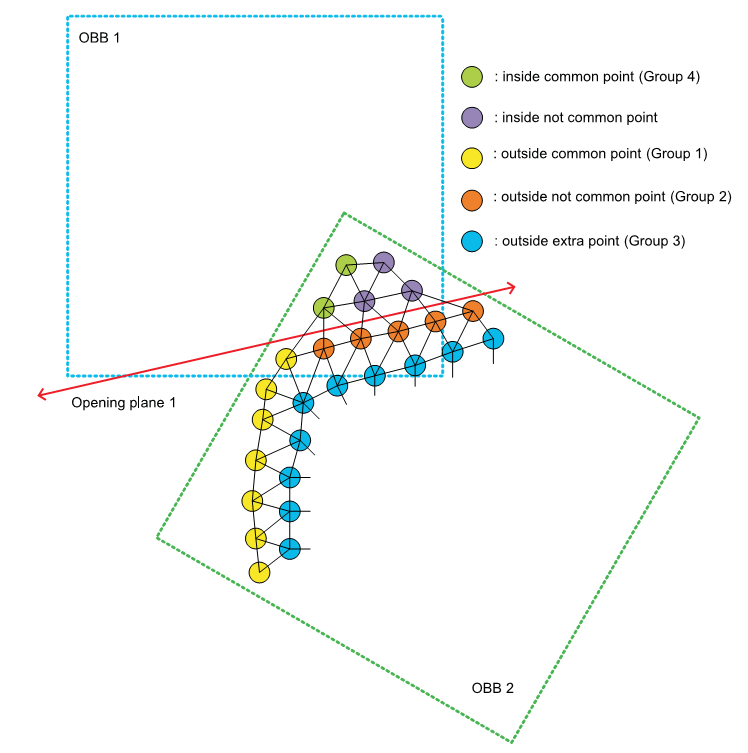 OBB 1
: inside common point (Group 4)
: inside not common point
: outside common point (Group 1)
: outside not common point (Group 2)
: outside extra point (Group 3)
Opening plane 1
OBB 2